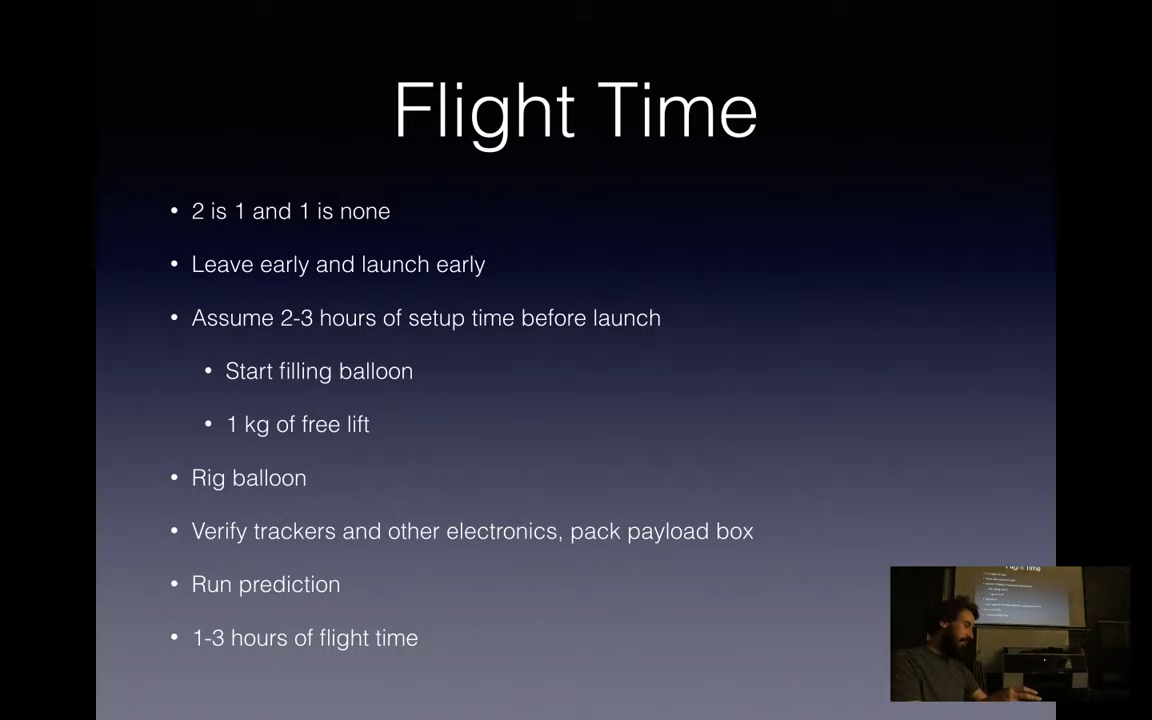 Flight Time
• 2 is 1 and 1 is none
• Leave early and launch early
• Assume 2-3 hours of setup time before launch
• Start filling balloon
• 1 kg of free lift
• Rig balloon
• Verify trackers and other electronics, pack payload box
• Run prediction
• 1-3 hours of flight time
Flight Time